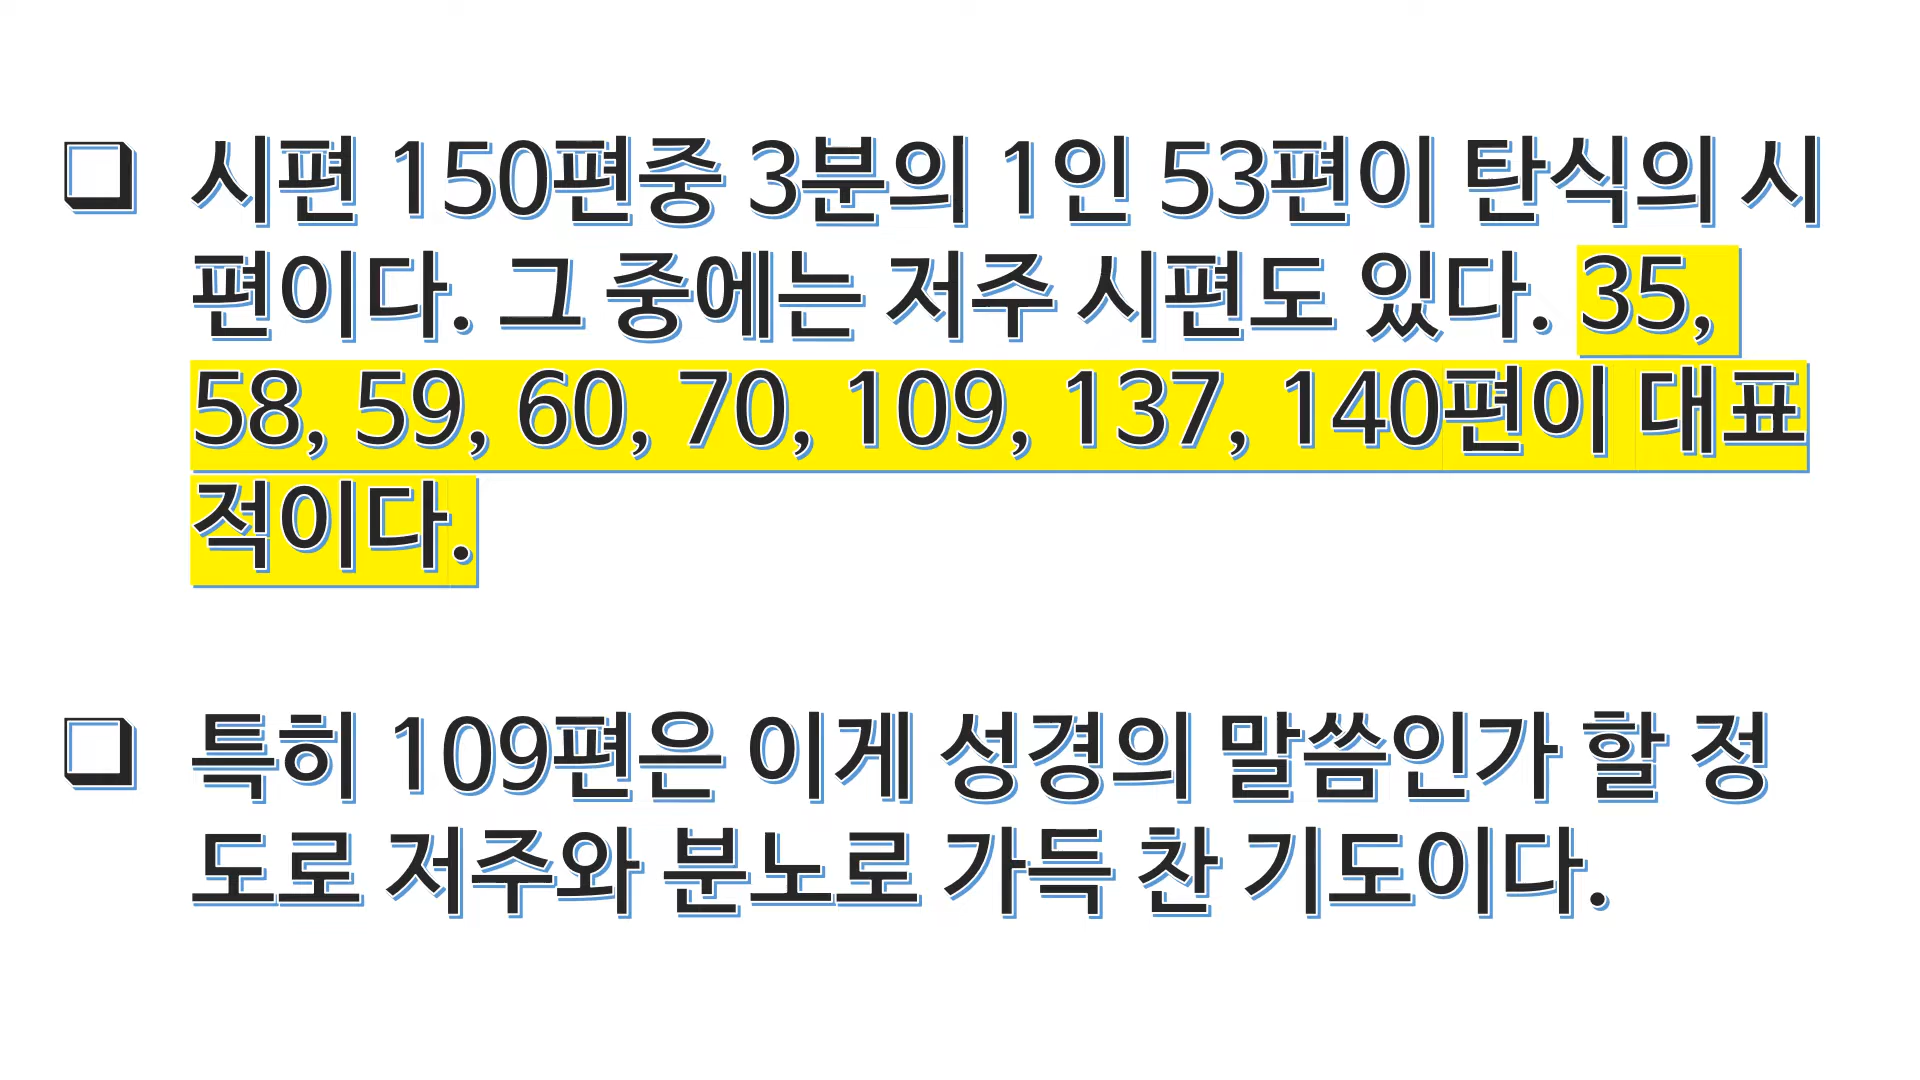 ❏ 시편 150편중 3분의 1인 53편이 탄식의 시
편이다. 그 중에는 저주 시편도 있다. 35,
58, 59, 60, 70, 109, 137, 140편이 대표
적이다.
❏ 특히 109편은 이게 성경의 말씀인가 할 정
도로 저주와 분노로 가득 찬 기도이다.